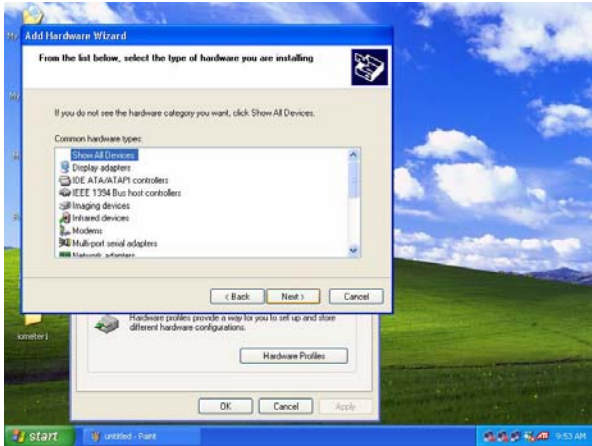 Add Hardware Wizard
From the list below, select the type of hardware you are installing
If you do not see the hardware category you want, click Show All Devices.
Common hardware types:
Show All Devices
Display adapters
IDE ATA/ATAPI controllers
IEEE 1394 Bus host controllers
Imaging devices
Infrared devices
Modems
Multi-port serial adapters
Network adapters
< Back
Next >
Cancel
Hardware profiles provide a way for you to set up and store
different hardware configurations.
Hardware Profiles
iometer1
OK
Cancel
Apply
start
untitled - Paint
9:53 AM